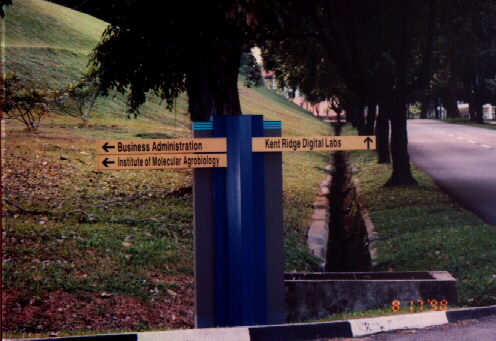 Business Administration
Institute of Molecular Agrobiology
Kent Ridge Digital Labs
8 17 '98